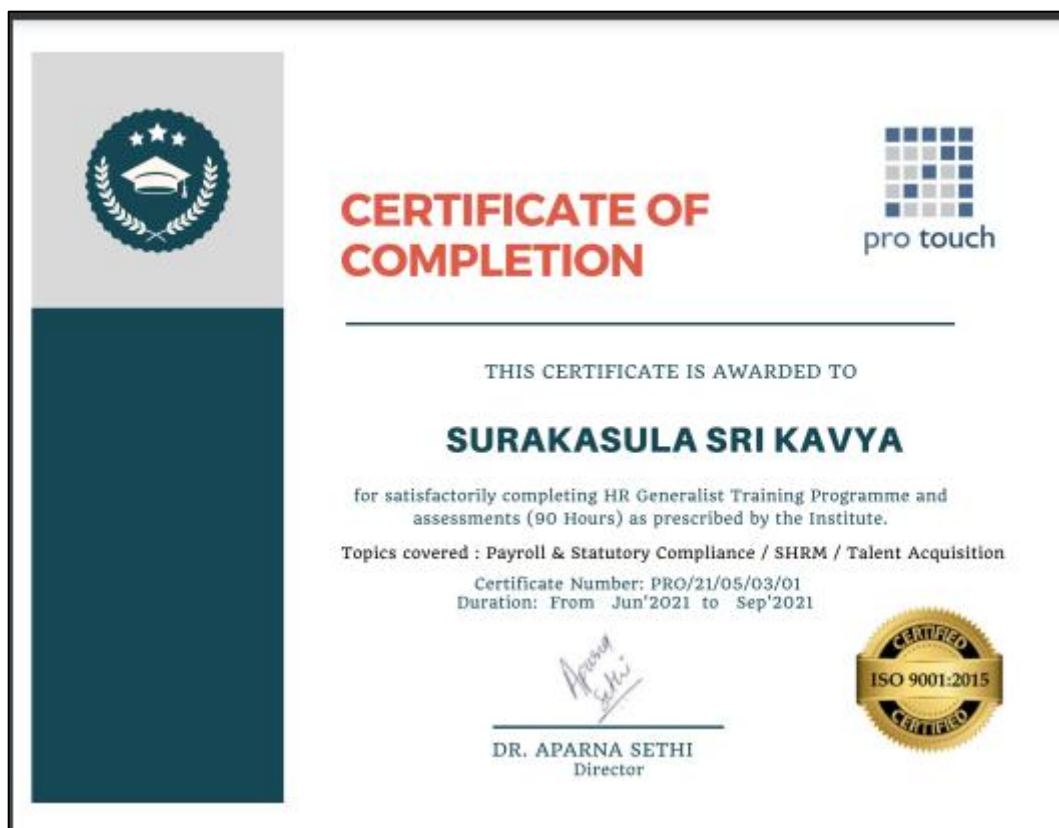 CERTIFICATE OF
COMPLETION
pro touch
THIS CERTIFICATE IS AWARDED TO
SURAKASULA SRI KAVYA
for satisfactorily completing HR Generalist Training Programme and
assessments (90 Hours) as prescribed by the Institute.
Topics covered : Payroll & Statutory Compliance / SHRM / Talent Acquisition
Certificate Number: PRO/21/05/03/01
Duration: From Jun'2021 to Sep'2021
Aparna
Sethi
CERTIFIED
ISO 9001:2015
CERTIFIED
DR. APARNA SETHI
Director